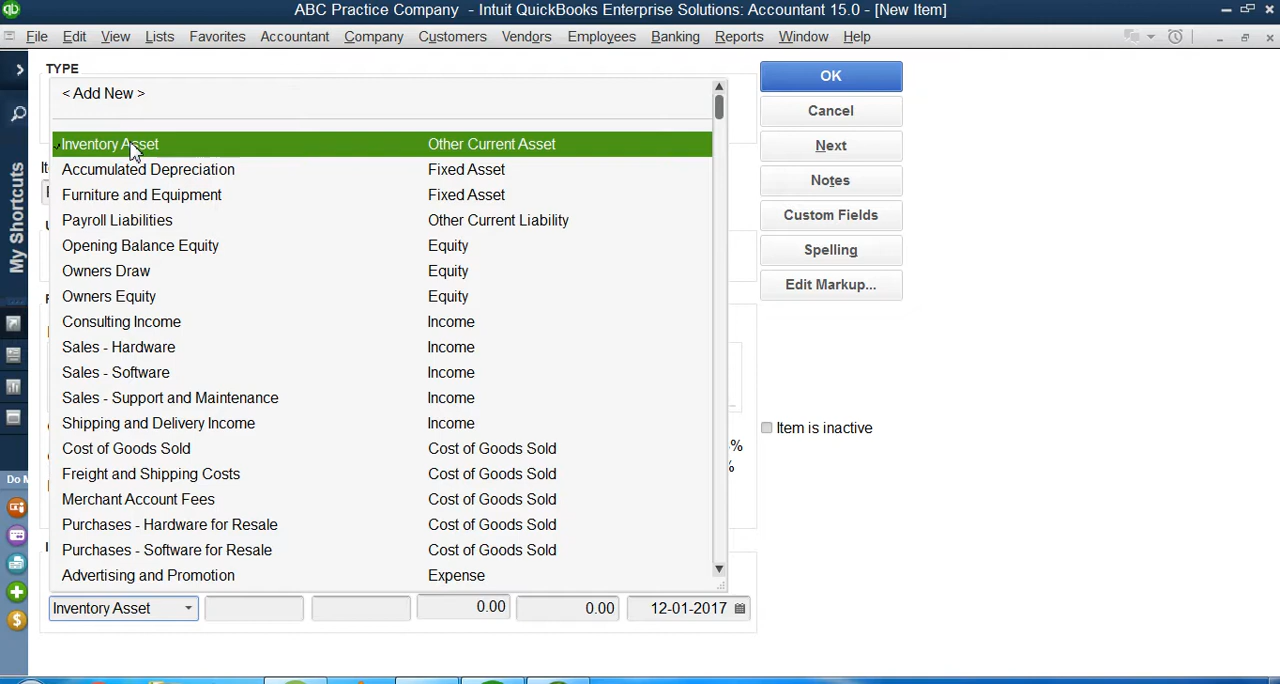 ABC Practice Company - Intuit QuickBooks Enterprise Solutions: Accountant 15.0 - [New Item]
File Edit View Lists Favorites Accountant Company Customers Vendors Employees Banking Reports Window Help
TYPE
OK
< Add New >
Cancel
Inventory Asset Other Current Asset
Next
Accumulated Depreciation Fixed Asset
Notes
Furniture and Equipment Fixed Asset
Custom Fields
Payroll Liabilities Other Current Liability
Opening Balance Equity Equity
Spelling
Owners Draw Equity
Edit Markup...
Owners Equity Equity
Consulting Income Income
Sales - Hardware Income
Sales - Software Income
Sales - Support and Maintenance Income
Shipping and Delivery Income Income
Item is inactive
Cost of Goods Sold Cost of Goods Sold
%
Freight and Shipping Costs Cost of Goods Sold
%
Merchant Account Fees Cost of Goods Sold
Purchases - Hardware for Resale Cost of Goods Sold
Purchases - Software for Resale Cost of Goods Sold
Advertising and Promotion Expense
Inventory Asset 0.00 0.00 12-01-2017
My Shortcuts
qb
$